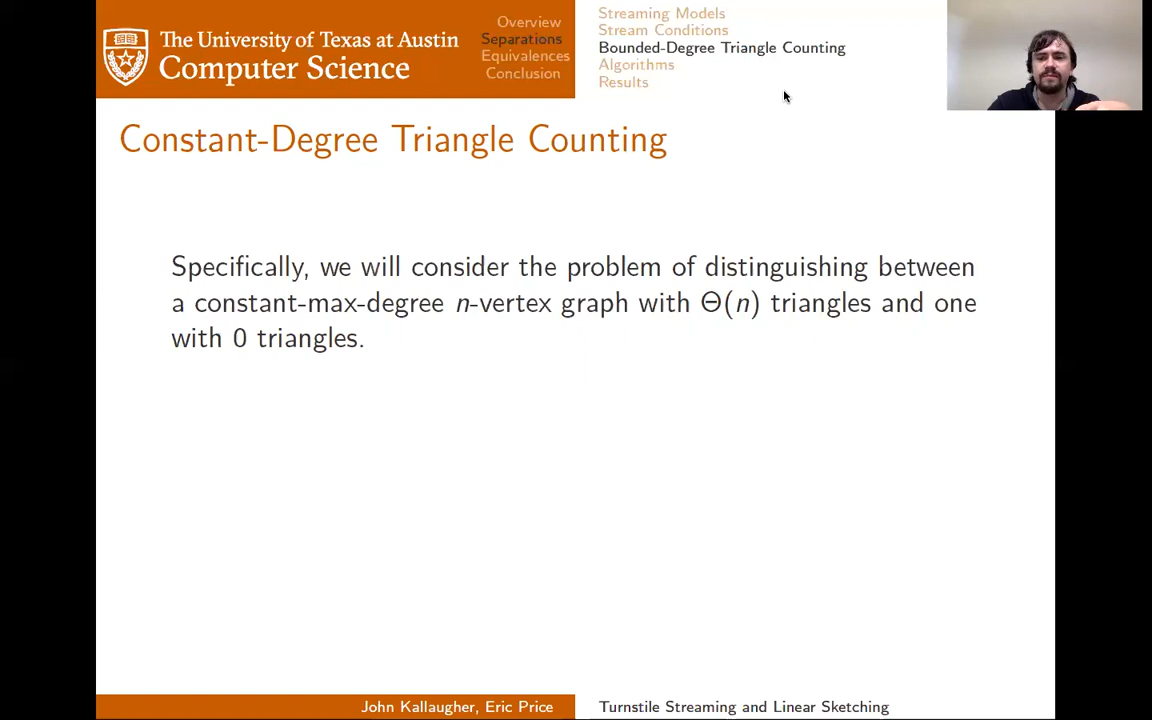 The University of Texas at Austin
Computer Science
Overview
Separations
Equivalences
Conclusion
Streaming Models
Stream Conditions
Bounded-Degree Triangle Counting
Algorithms
Results
Constant-Degree Triangle Counting
Specifically, we will consider the problem of distinguishing between
a constant-max-degree n-vertex graph with Θ(n) triangles and one
with 0 triangles.
John Kallaugher, Eric Price
Turnstile Streaming and Linear Sketching